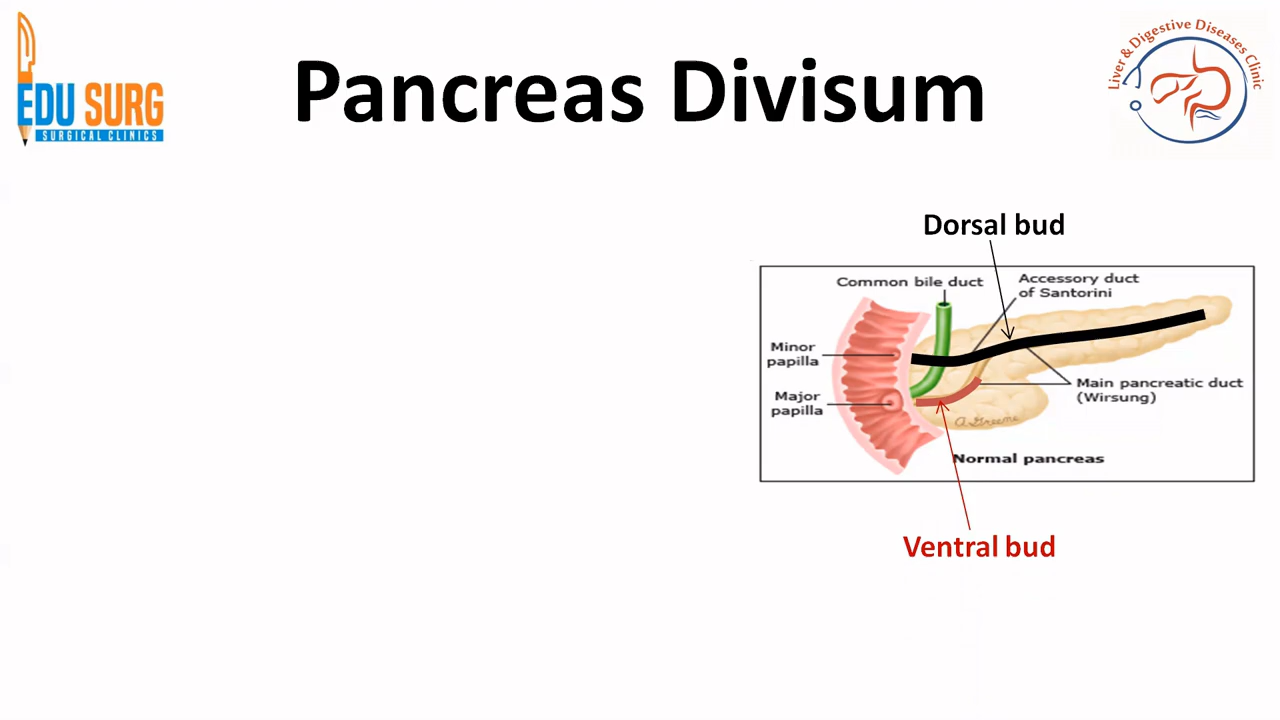 EDU SURG
SURGICAL CLINICS
Pancreas Divisum
Liver & Digestive Diseases Clinic
Dorsal bud
Common bile duct
Accessory duct
of Santorini
Minor
papilla
Major
papilla
Main pancreatic duct
(Wirsung)
A. Greene
Normal pancreas
Ventral bud